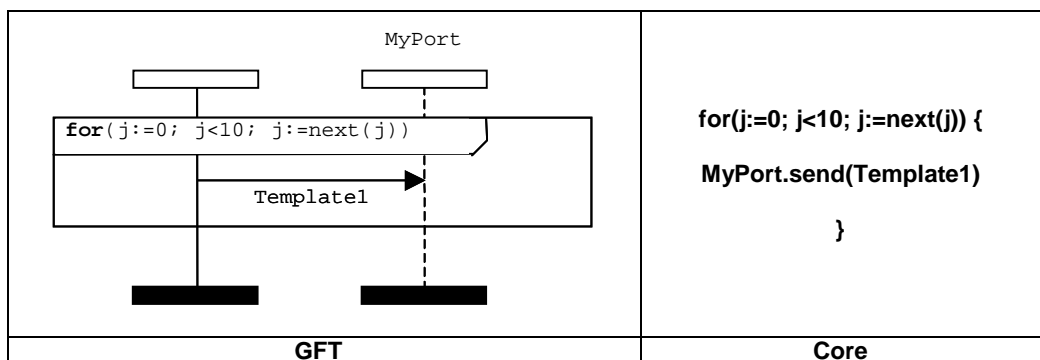 MyPort
for(j:=0; j<10; j:=next(j))
Template1
for(j:=0; j<10; j:=next(j)) {
MyPort.send(Template1)
}
GFT
Core